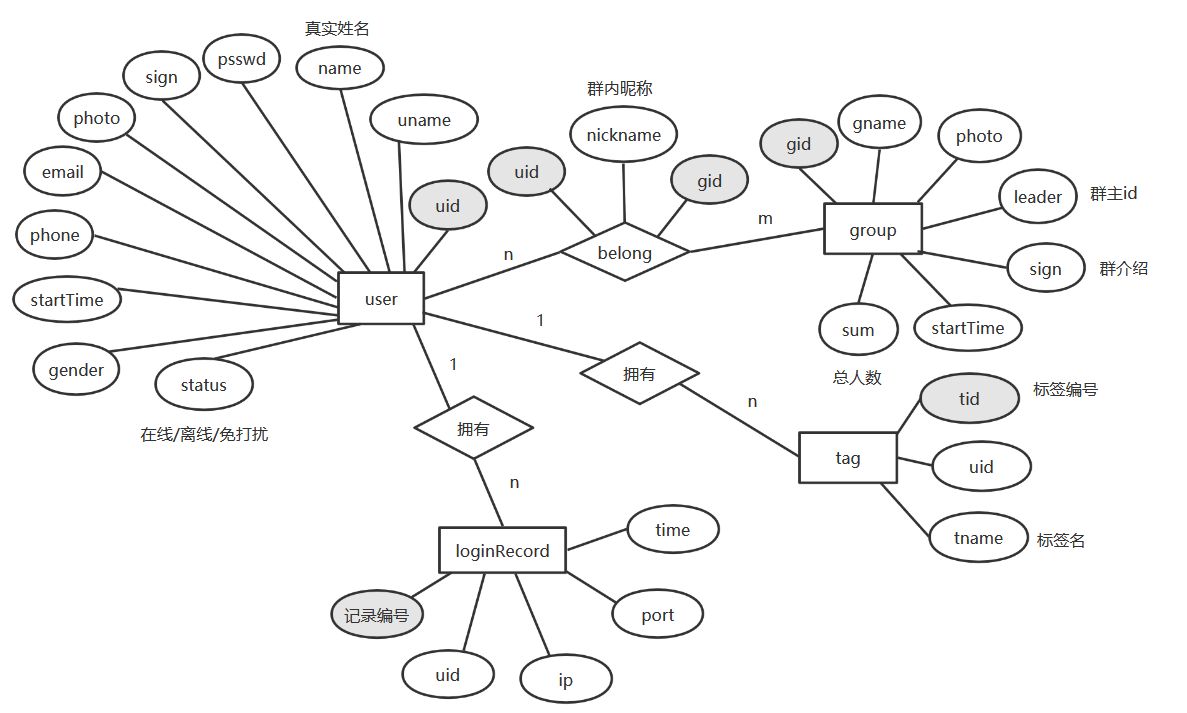 真实姓名
psswd
name
sign
photo
uname
email
uid
phone
startTime
user
gender
status
在线/离线/免打扰
群内昵称
nickname
uid
gid
n
belong
m
gid
gname
photo
leader
群主id
group
sign
群介绍
sum
startTime
总人数
1
拥有
n
tid
标签编号
tag
uid
tname
标签名
1
拥有
n
loginRecord
time
记录编号
port
uid
ip